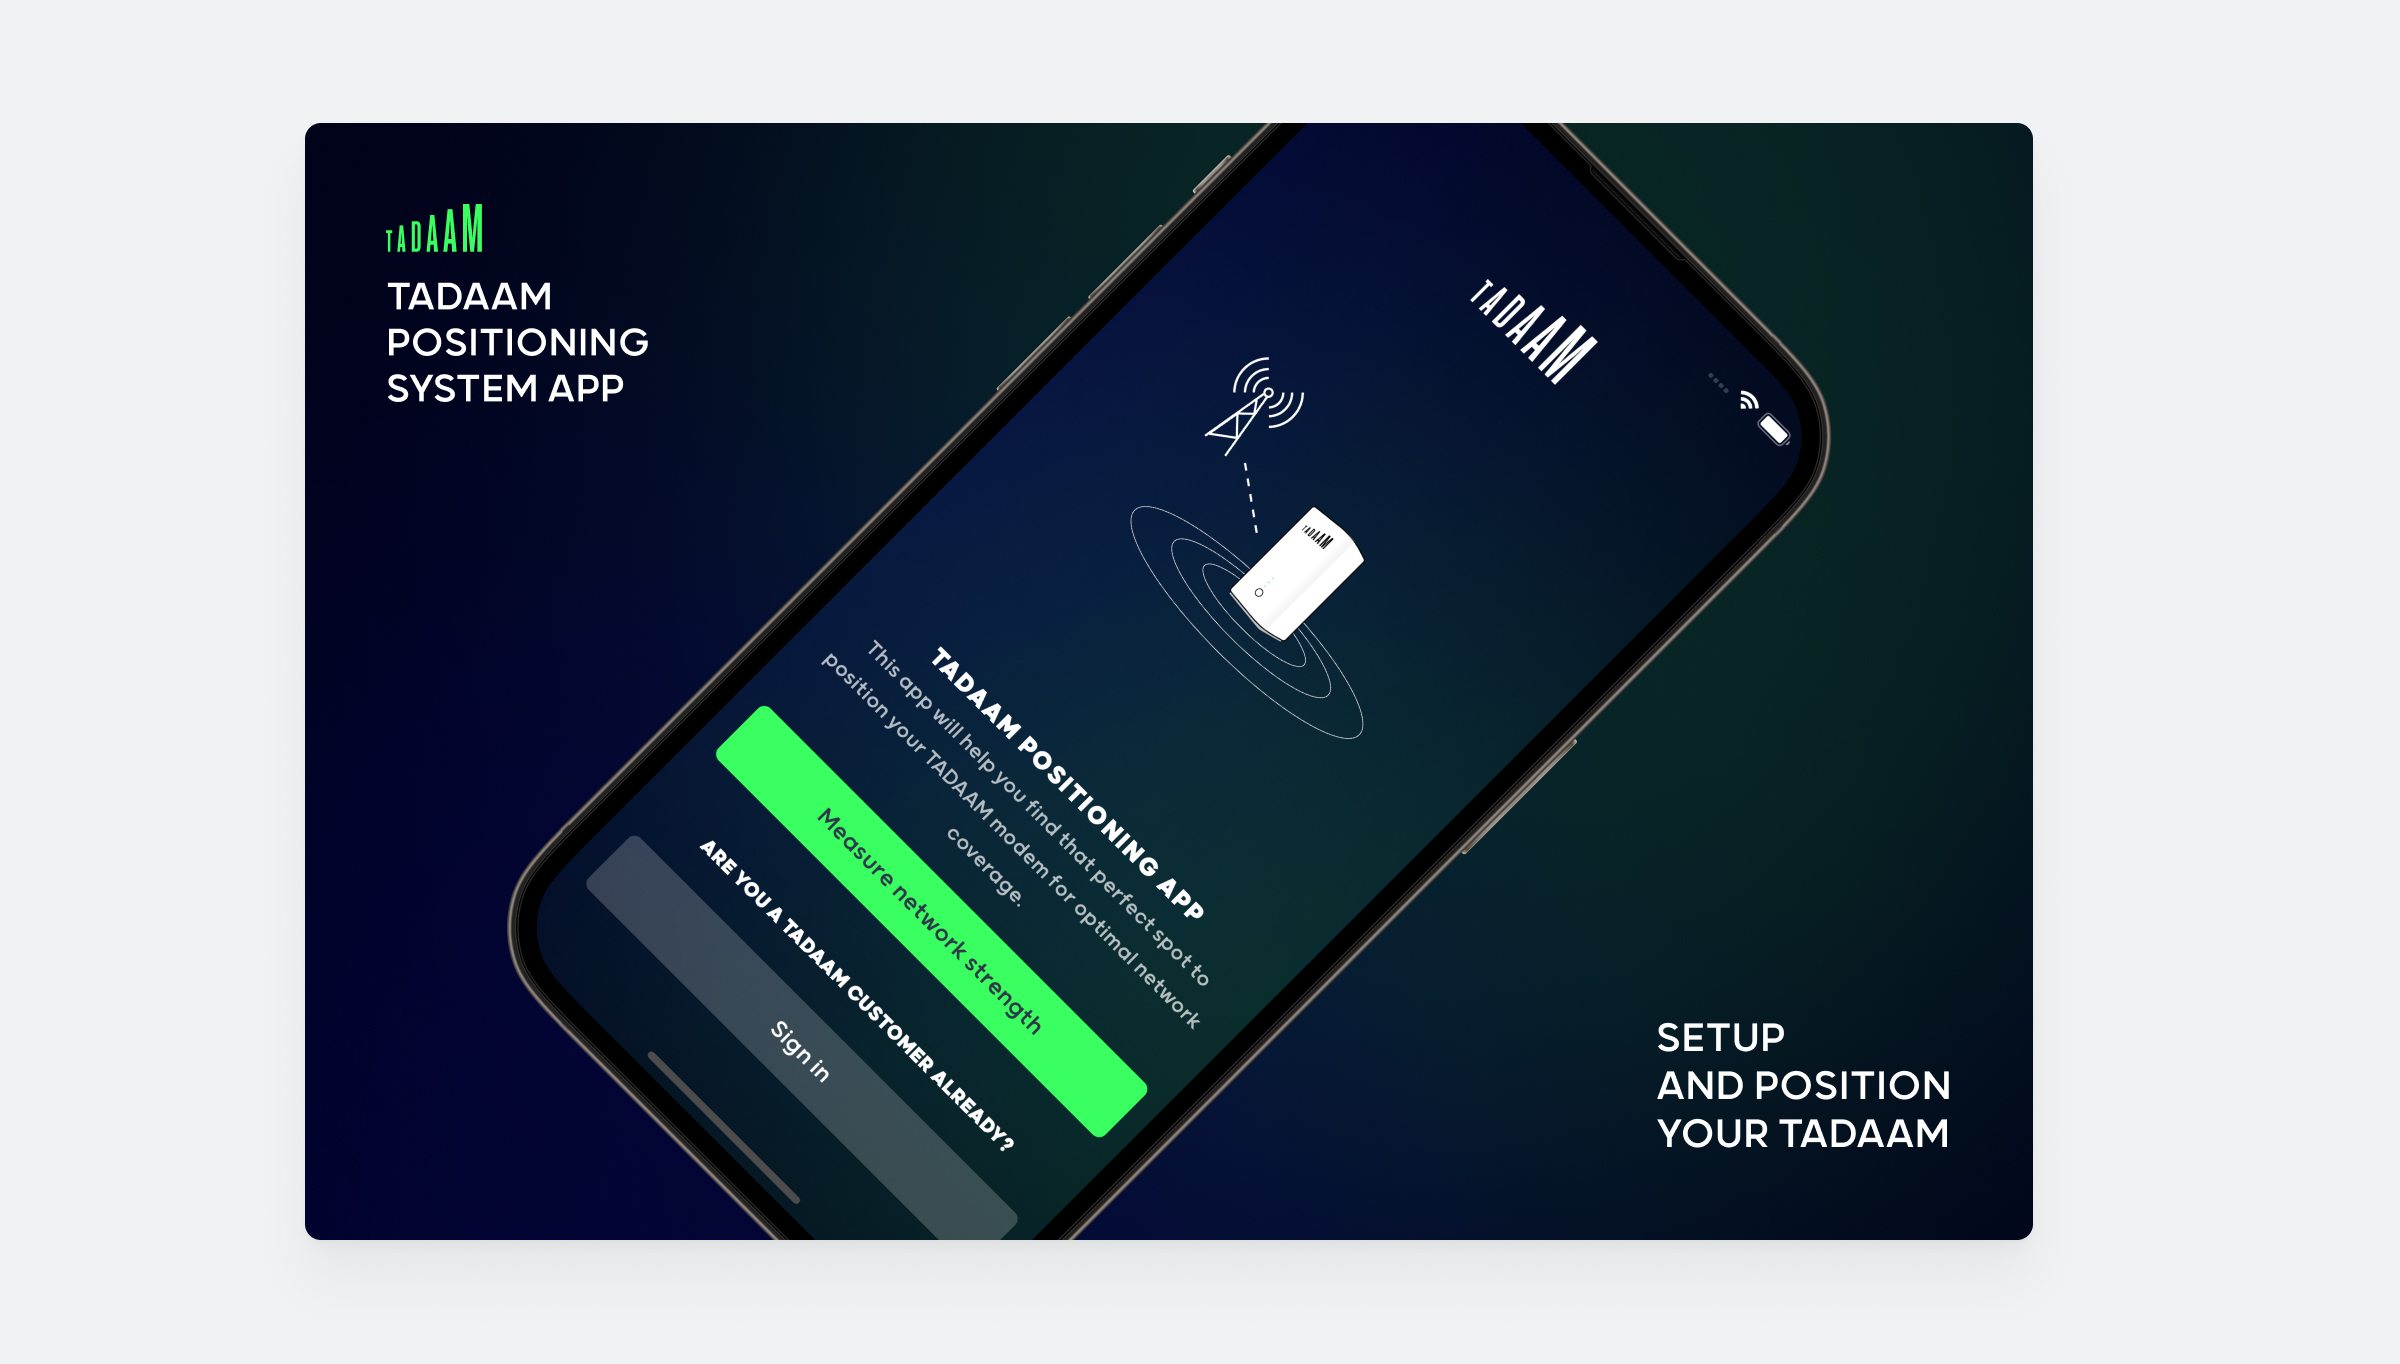 TADAAM
TADAAM
POSITIONING
SYSTEM APP
TADAAM
TADAAM
TADAAM POSITIONING APP
This app will help you find that perfect spot to
position your TADAAM modem for optimal network
coverage.
Measure network strength
ARE YOU A TADAAM CUSTOMER ALREADY?
Sign in
SETUP
AND POSITION
YOUR TADAAM